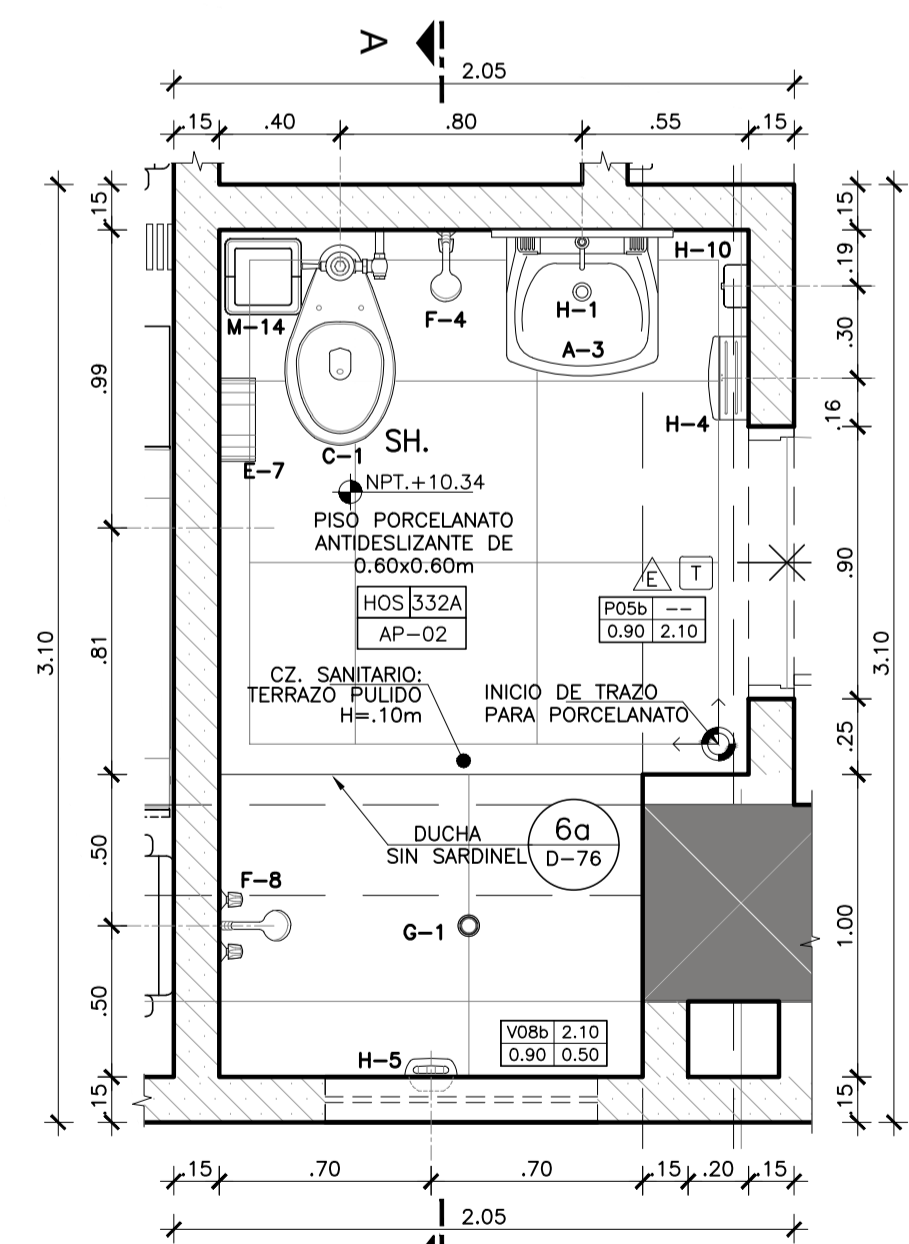 A
2.05
.15 .40 .80 .55 .15
.15
.99
.81
.50
.50
.15
3.10
.15
.19
.30
.16
.90
.25
1.00
.15
3.10
M-14
F-4
H-1
A-3
H-10
H-4
E-7
C-1
SH.
NPT.+10.34
PISO PORCELANATO
ANTIDESLIZANTE DE
0.60x0.60m
HOS 332A
AP-02
E T
P05b --
0.90 2.10
CZ. SANITARIO:
TERRAZO PULIDO
H=.10m
INICIO DE TRAZO
PARA PORCELANATO
DUCHA
SIN SARDINEL
6a
D-76
F-8
G-1
H-5
V08b 2.10
0.90 0.50
.15 .70 .70 .15 .20 .15
2.05